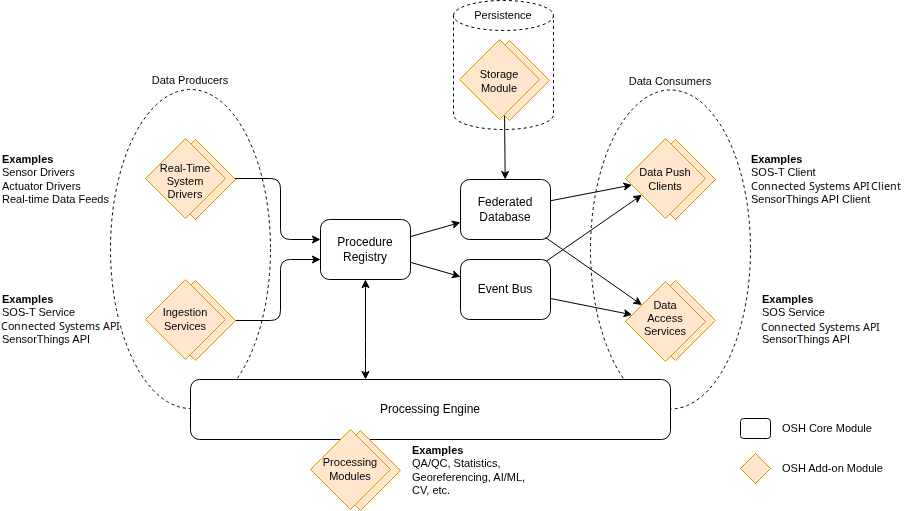 Persistence
Storage
Module
Data Producers
Data Consumers
Examples
Sensor Drivers
Actuator Drivers
Real-time Data Feeds
Real-Time
System
Drivers
Data Push
Clients
Examples
SOS-T Client
Connected Systems API Client
SensorThings API Client
Federated
Database
Procedure
Registry
Event Bus
Examples
SOS-T Service
Connected Systems API
SensorThings API
Ingestion
Services
Data
Access
Services
Examples
SOS Service
Connected Systems API
SensorThings API
Processing Engine
OSH Core Module
Processing
Modules
Examples
QA/QC, Statistics,
Georeferencing, AI/ML,
CV, etc.
OSH Add-on Module